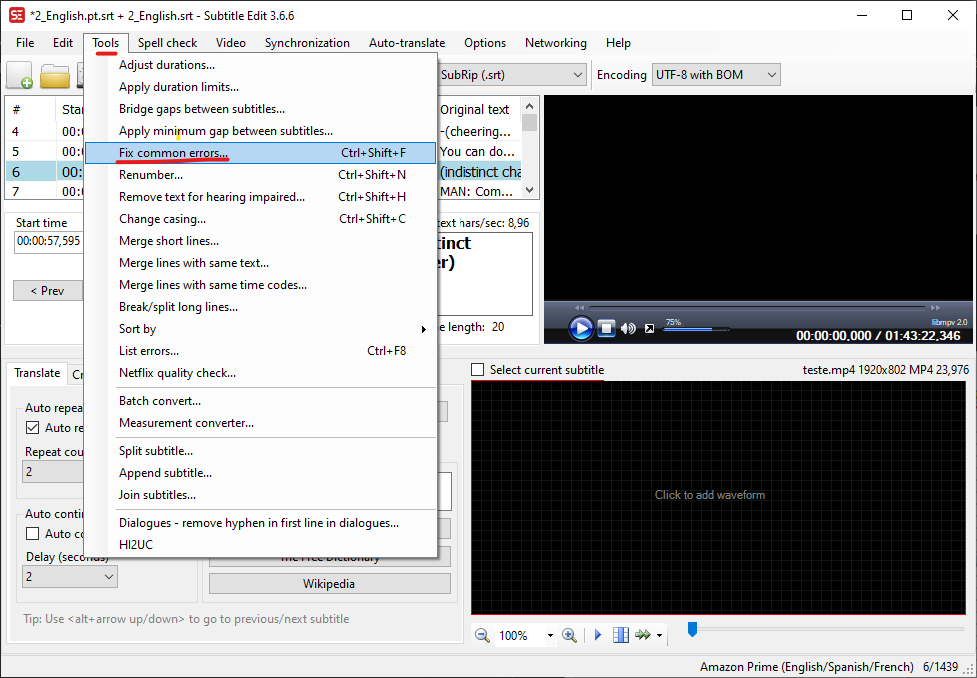 *2_English.pt.srt + 2_English.srt - Subtitle Edit 3.6.6
File Edit Tools Spell check Video Synchronization Auto-translate Options Networking Help
SubRip (.srt) Encoding UTF-8 with BOM
Adjust durations...
Apply duration limits...
Bridge gaps between subtitles...
Apply minimum gap between subtitles...
Fix common errors... Ctrl+Shift+F
Renumber... Ctrl+Shift+N
Remove text for hearing impaired... Ctrl+Shift+H
Change casing... Ctrl+Shift+C
Merge short lines...
Merge lines with same text...
Merge lines with same time codes...
Break/split long lines...
Sort by
List errors... Ctrl+F8
Netflix quality check...
Batch convert...
Measurement converter...
Split subtitle...
Append subtitle...
Join subtitles...
Dialogues - remove hyphen in first line in dialogues...
HI2UC
# Star Original text
4 00: -(cheering...
5 00: You can do...
6 00: (indistinct cha
7 00: MAN: Com...
Start time
00:00:57,595
< Prev
text hars/sec: 8,96
tinct
er)
e length: 20
75%
libmpv 2.0
00:00:00,000 / 01:43:22,346
Translate Cr
Auto repea
Auto re
Repeat cou
2
Auto contin
Auto co
Delay (seconds)
2
The Free Dictionary
Wikipedia
Tip: Use <alt+arrow up/down> to go to previous/next subtitle
Select current subtitle teste.mp4 1920x802 MP4 23,976
Click to add waveform
100%
Amazon Prime (English/Spanish/French) 6/1439